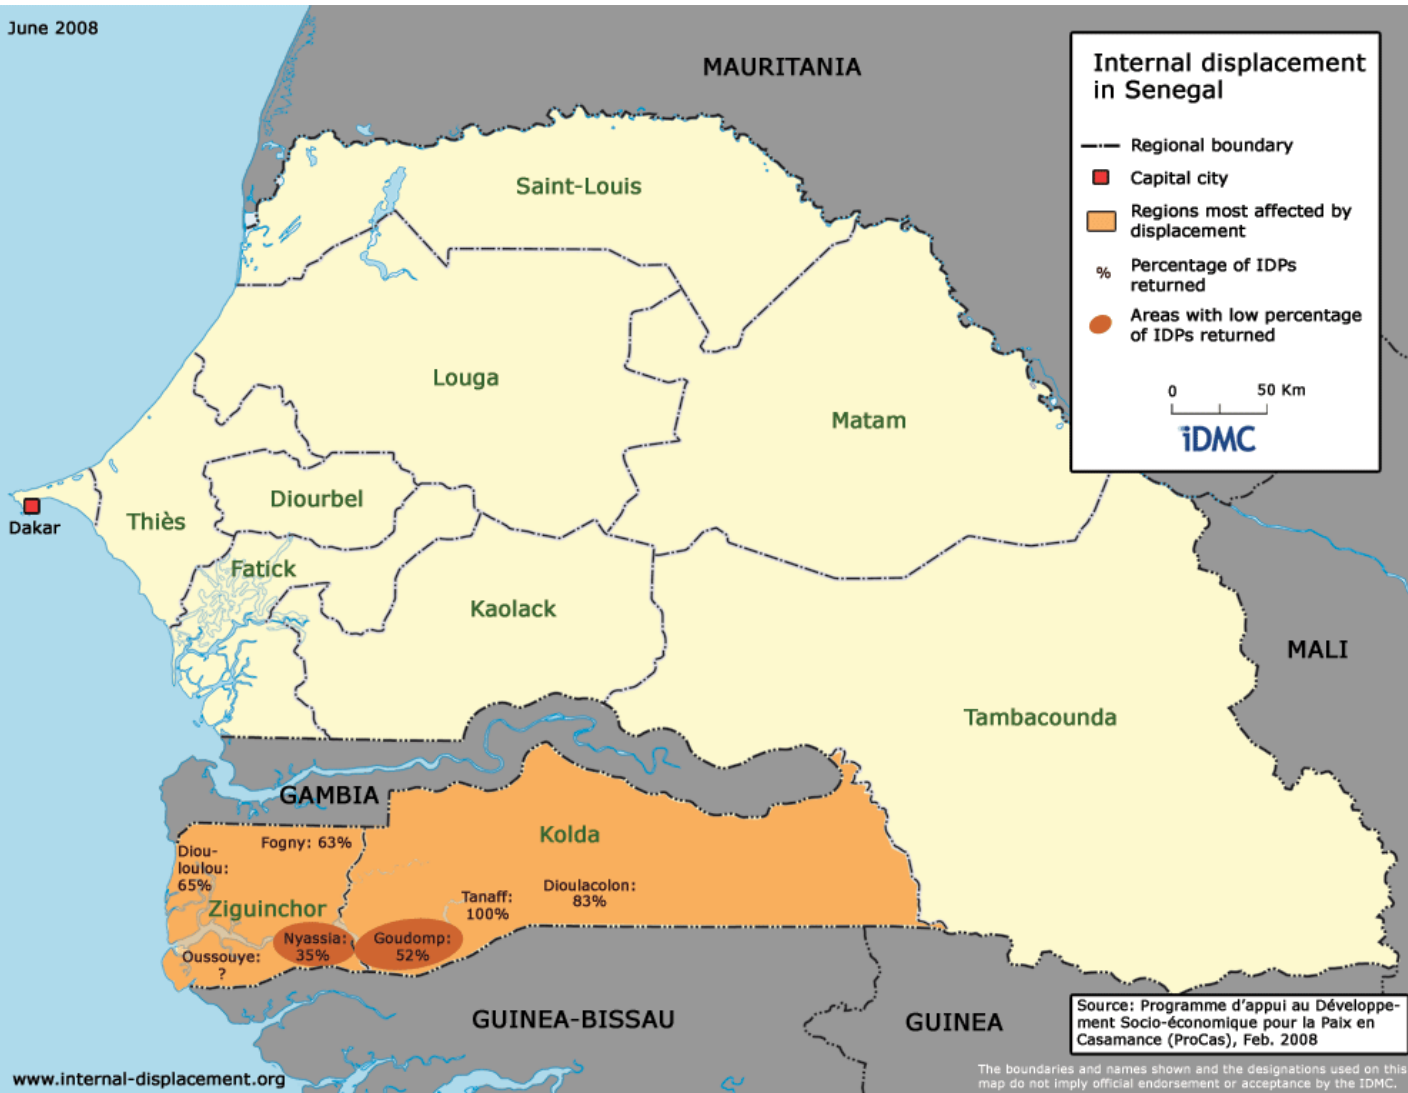 June 2008
MAURITANIA
Internal displacement
in Senegal
Regional boundary
Capital city
Regions most affected by
displacement
%
Percentage of IDPs
returned
Areas with low percentage
of IDPs returned
0 50 Km
iDMC
Saint-Louis
Louga
Matam
Diourbel
Thiès
Dakar
Fatick
Kaolack
MALI
Tambacounda
GAMBIA
Kolda
Fogny: 63%
Diou-
loulou:
65%
Ziguinchor
Tanaff:
100%
Dioulacolon:
83%
Nyassia:
35%
Goudomp:
52%
Oussouye:
?
GUINEA-BISSAU
GUINEA
Source: Programme d'appui au Développe-
ment Socio-économique pour la Paix en
Casamance (ProCas), Feb. 2008
www.internal-displacement.org
The boundaries and names shown and the designations used on this
map do not imply official endorsement or acceptance by the IDMC.